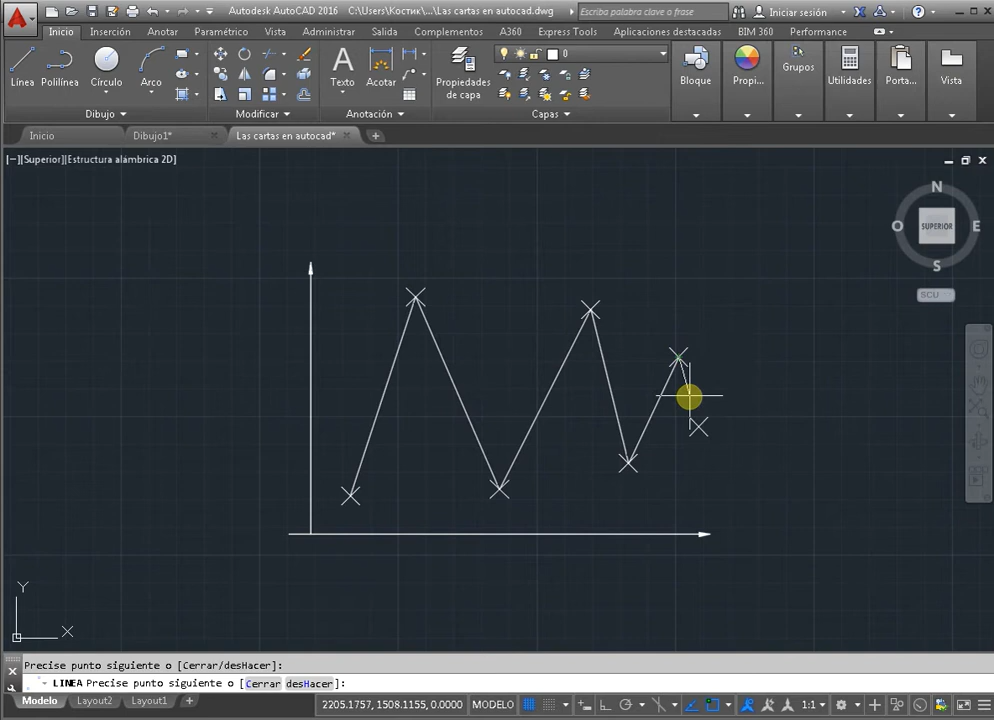 Autodesk AutoCAD 2016 C:\Users\Костик\...\Las cartas en autocad.dwg Escriba palabra clave o frase Iniciar sesión
Inicio Inserción Anotar Paramétrico Vista Administrar Salida Complementos A360 Express Tools Aplicaciones destacadas BIM 360 Performance
Línea Polilínea Círculo Arco Texto Acotar Propiedades de capa 0 Bloque Propi... Grupos Utilidades Porta... Vista
Dibujo Modificar Anotación Capas
Inicio Dibujo1* Las cartas en autocad*
[−][Superior][Estructura alámbrica 2D]
N
O SUPERIOR E
S
SCU
Y
X
Precise punto siguiente o [Cerrar/desHacer]:
LINEA Precise punto siguiente o [Cerrar desHacer]:
Modelo Layout2 Layout1 2205.1757, 1508.1155, 0.0000 MODELO 1:1